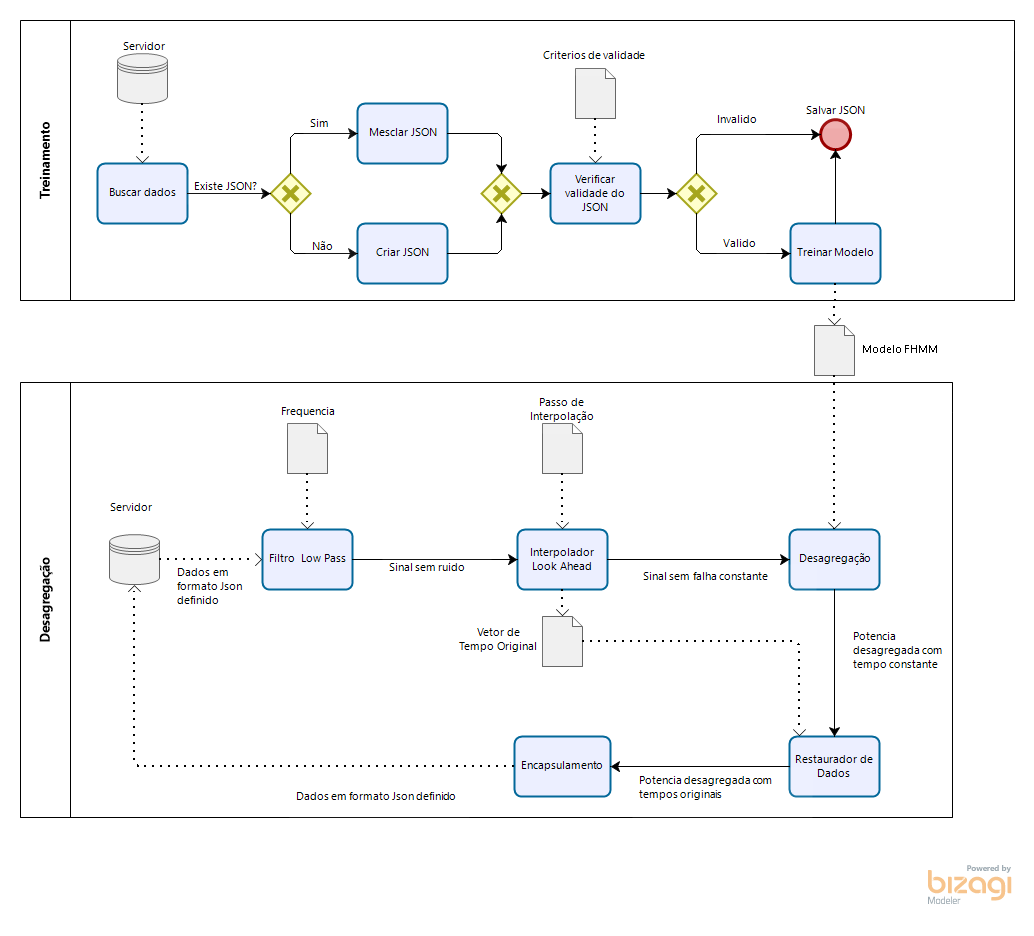 Treinamento
Servidor
Criterios de validade
Salvar JSON
Invalido
Sim
Mesclar JSON
Buscar dados
Existe JSON?
Verificar
validade do
JSON
Não
Criar JSON
Valido
Treinar Modelo
Modelo FHMM
Desagregação
Frequencia
Passo de
Interpolação
Servidor
Filtro Low Pass
Sinal sem ruido
Interpolador
Look Ahead
Sinal sem falha constante
Desagregação
Dados em
formato Json
definido
Vetor de
Tempo Original
Potencia
desagregada com
tempo constante
Restaurador de
Dados
Encapsulamento
Potencia desagregada com
tempos originais
Dados em formato Json definido
Powered by
bizagi
Modeler